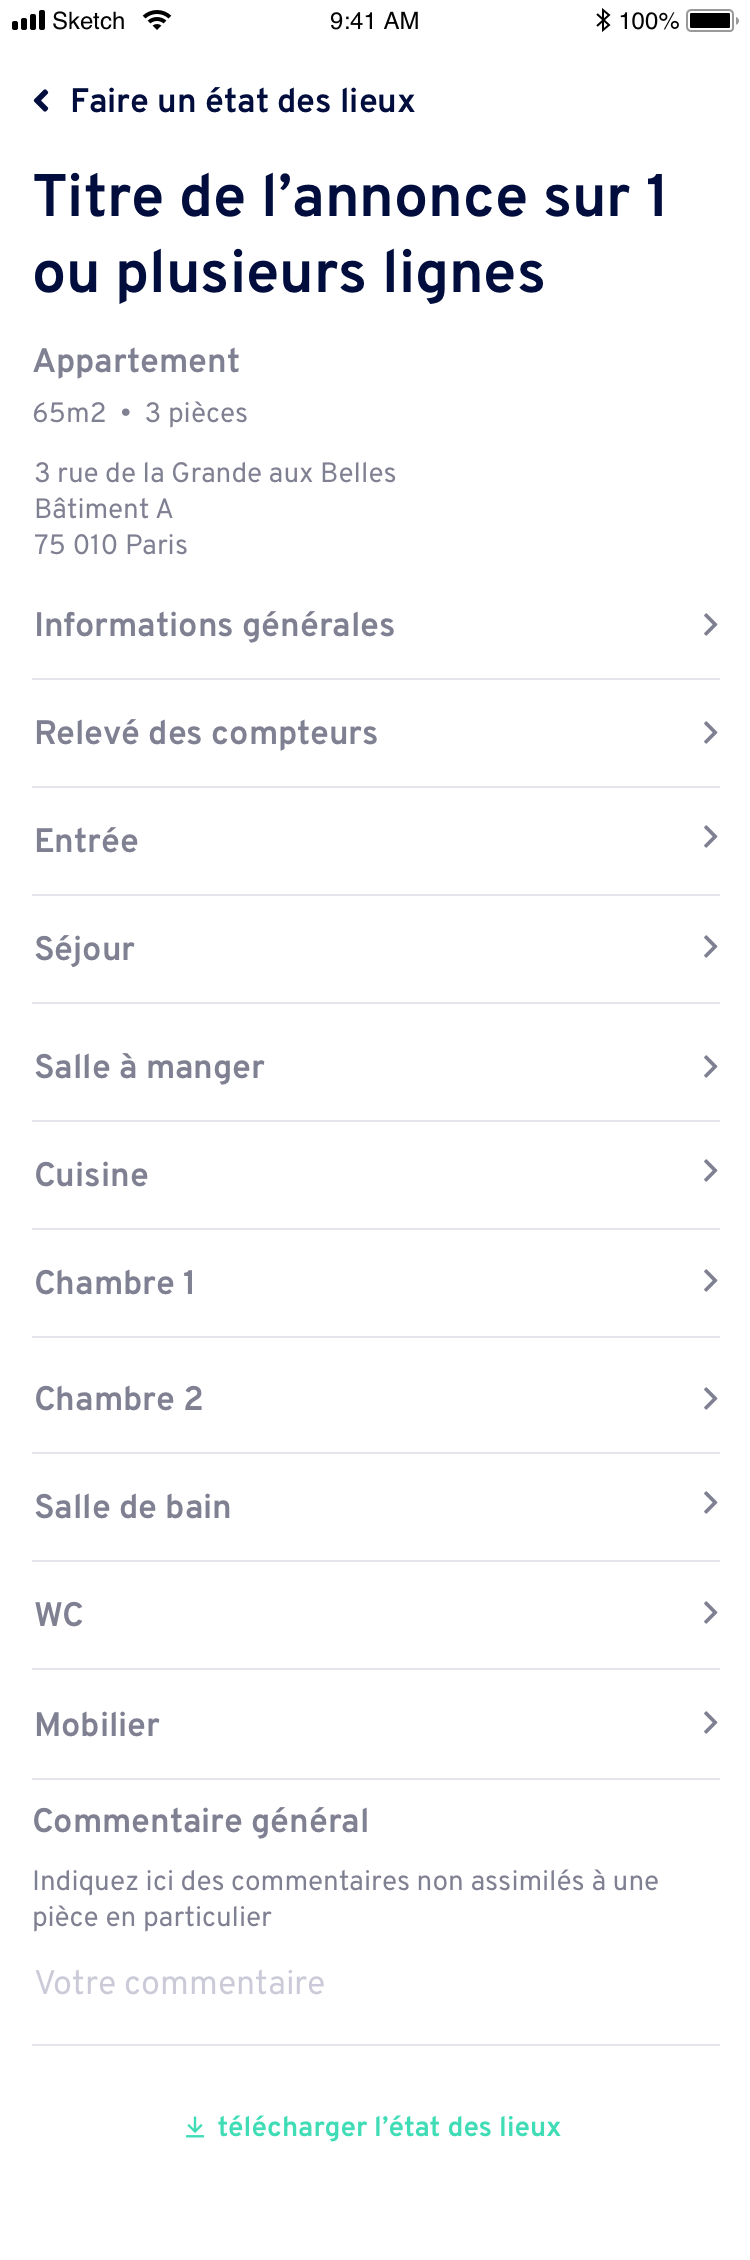 Sketch 9:41 AM 100%
Faire un état des lieux
Titre de l’annonce sur 1
ou plusieurs lignes
Appartement
65m2 • 3 pièces
3 rue de la Grande aux Belles
Bâtiment A
75 010 Paris
Informations générales
Relevé des compteurs
Entrée
Séjour
Salle à manger
Cuisine
Chambre 1
Chambre 2
Salle de bain
WC
Mobilier
Commentaire général
Indiquez ici des commentaires non assimilés à une
pièce en particulier
Votre commentaire
télécharger l’état des lieux